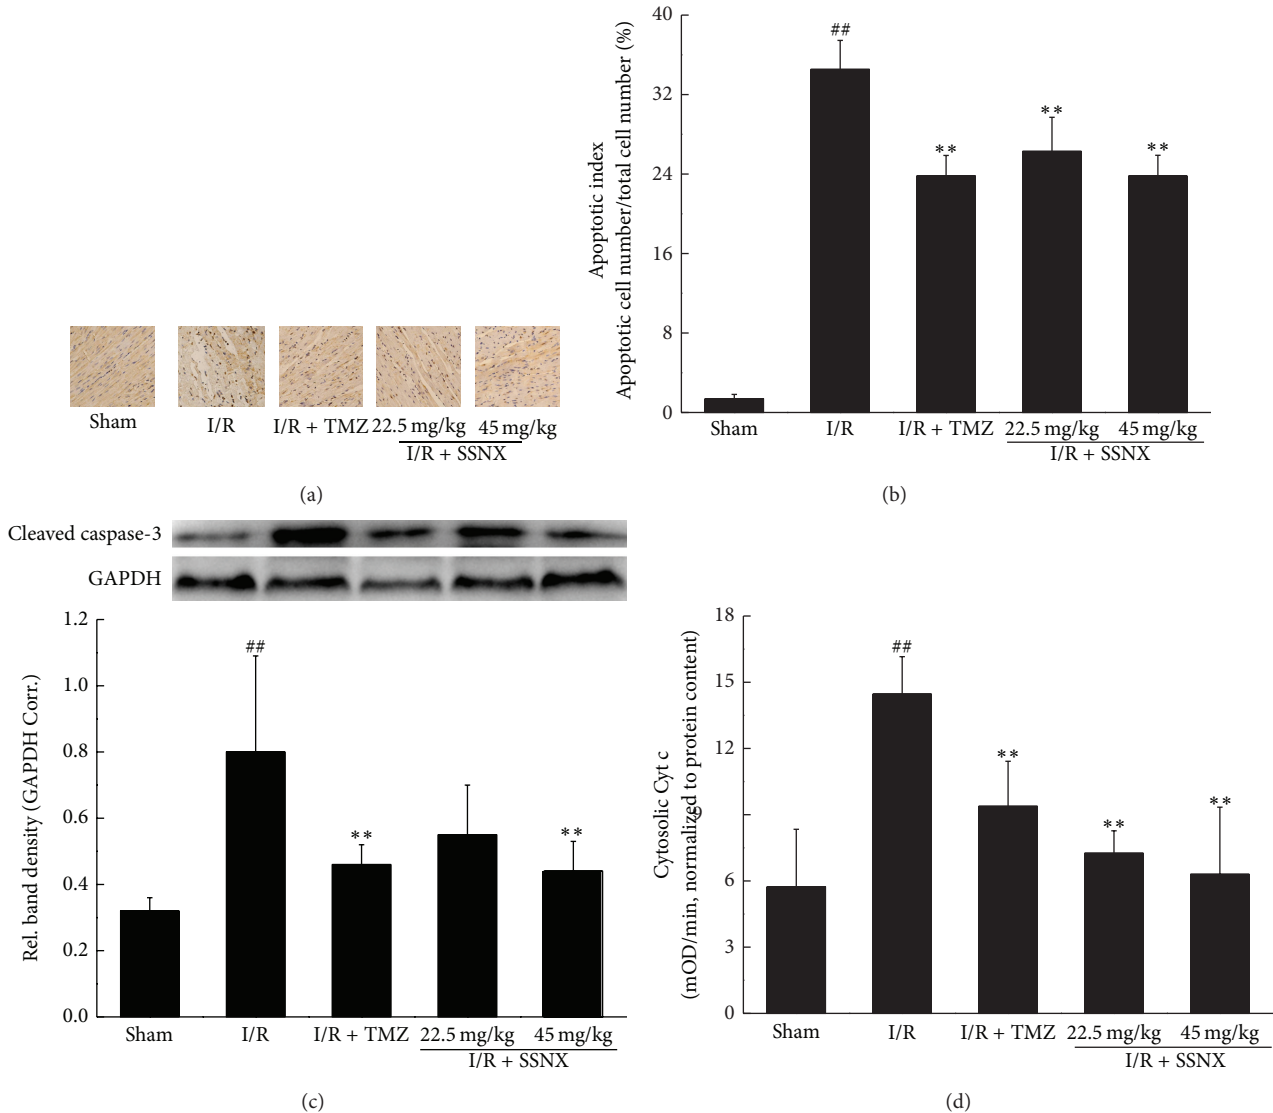 Sham
I/R
I/R + TMZ
22.5 mg/kg
45 mg/kg
I/R + SSNX
(a)
Apoptotic index
Apoptotic cell number/total cell number (%)
40
32
24
16
8
0
##
**
**
**
Sham
I/R
I/R + TMZ
22.5 mg/kg
45 mg/kg
I/R + SSNX
(b)
Cleaved caspase-3
GAPDH
Rel. band density (GAPDH Corr.)
1.2
1.0
0.8
0.6
0.4
0.2
0.0
##
**
**
Sham
I/R
I/R + TMZ
22.5 mg/kg
45 mg/kg
I/R + SSNX
(c)
Cytosolic Cyt c
(mOD/min, normalized to protein content)
18
15
12
9
6
3
0
##
**
**
**
Sham
I/R
I/R + TMZ
22.5 mg/kg
45 mg/kg
I/R + SSNX
(d)